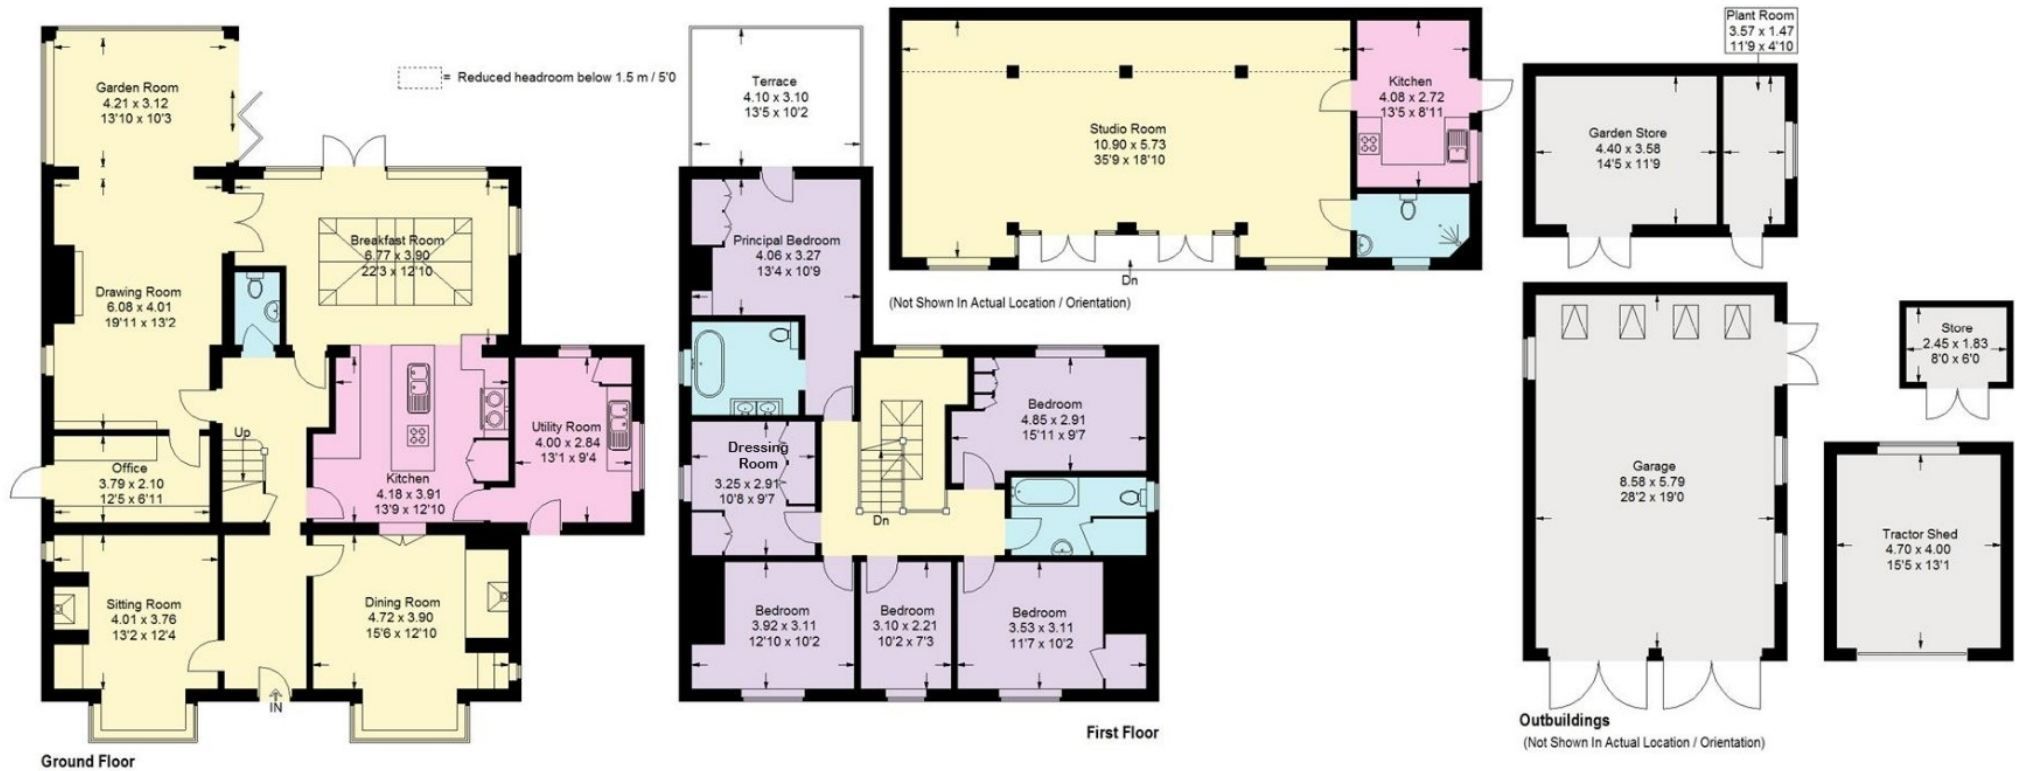 Garden Room
4.21 x 3.12
13'10 x 10'3
= Reduced headroom below 1.5 m / 5'0
Breakfast Room
6.77 x 3.90
22'3 x 12'10
Drawing Room
6.08 x 4.01
19'11 x 13'2
Up
Office
3.79 x 2.10
12'5 x 6'11
Kitchen
4.18 x 3.91
13'9 x 12'10
Utility Room
4.00 x 2.84
13'1 x 9'4
Sitting Room
4.01 x 3.76
13'2 x 12'4
Dining Room
4.72 x 3.90
15'6 x 12'10
IN
Ground Floor
Terrace
4.10 x 3.10
13'5 x 10'2
Principal Bedroom
4.06 x 3.27
13'4 x 10'9
Dressing
Room
3.25 x 2.91
10'8 x 9'7
Dn
Bedroom
4.85 x 2.91
15'11 x 9'7
Bedroom
3.92 x 3.11
12'10 x 10'2
Bedroom
3.10 x 2.21
10'2 x 7'3
Bedroom
3.53 x 3.11
11'7 x 10'2
First Floor
Studio Room
10.90 x 5.73
35'9 x 18'10
Kitchen
4.08 x 2.72
13'5 x 8'11
Dn
(Not Shown In Actual Location / Orientation)
Plant Room
3.57 x 1.47
11'9 x 4'10
Garden Store
4.40 x 3.58
14'5 x 11'9
Store
2.45 x 1.83
8'0 x 6'0
Garage
8.58 x 5.79
28'2 x 19'0
Tractor Shed
4.70 x 4.00
15'5 x 13'1
Outbuildings
(Not Shown In Actual Location / Orientation)